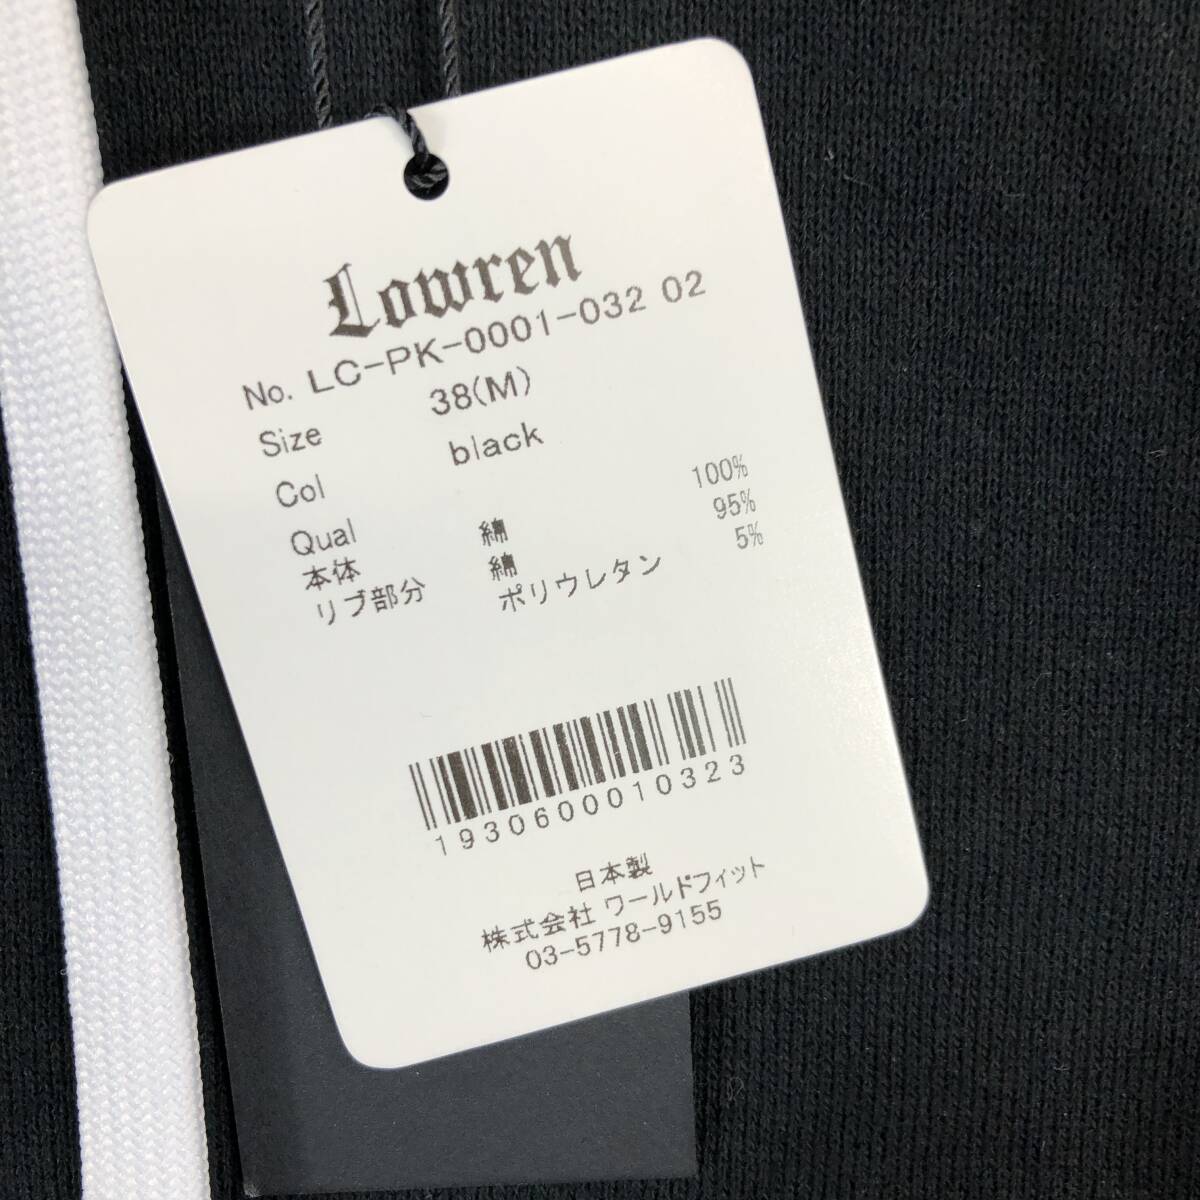 Lowren
No. LC-PK-0001-032 02
Size 38(M)
Col black
Qual
本体 綿 100%
リブ部分 綿 95%
ポリウレタン 5%
1930600010323
日本製
株式会社 ワールドフィット
03-5778-9155